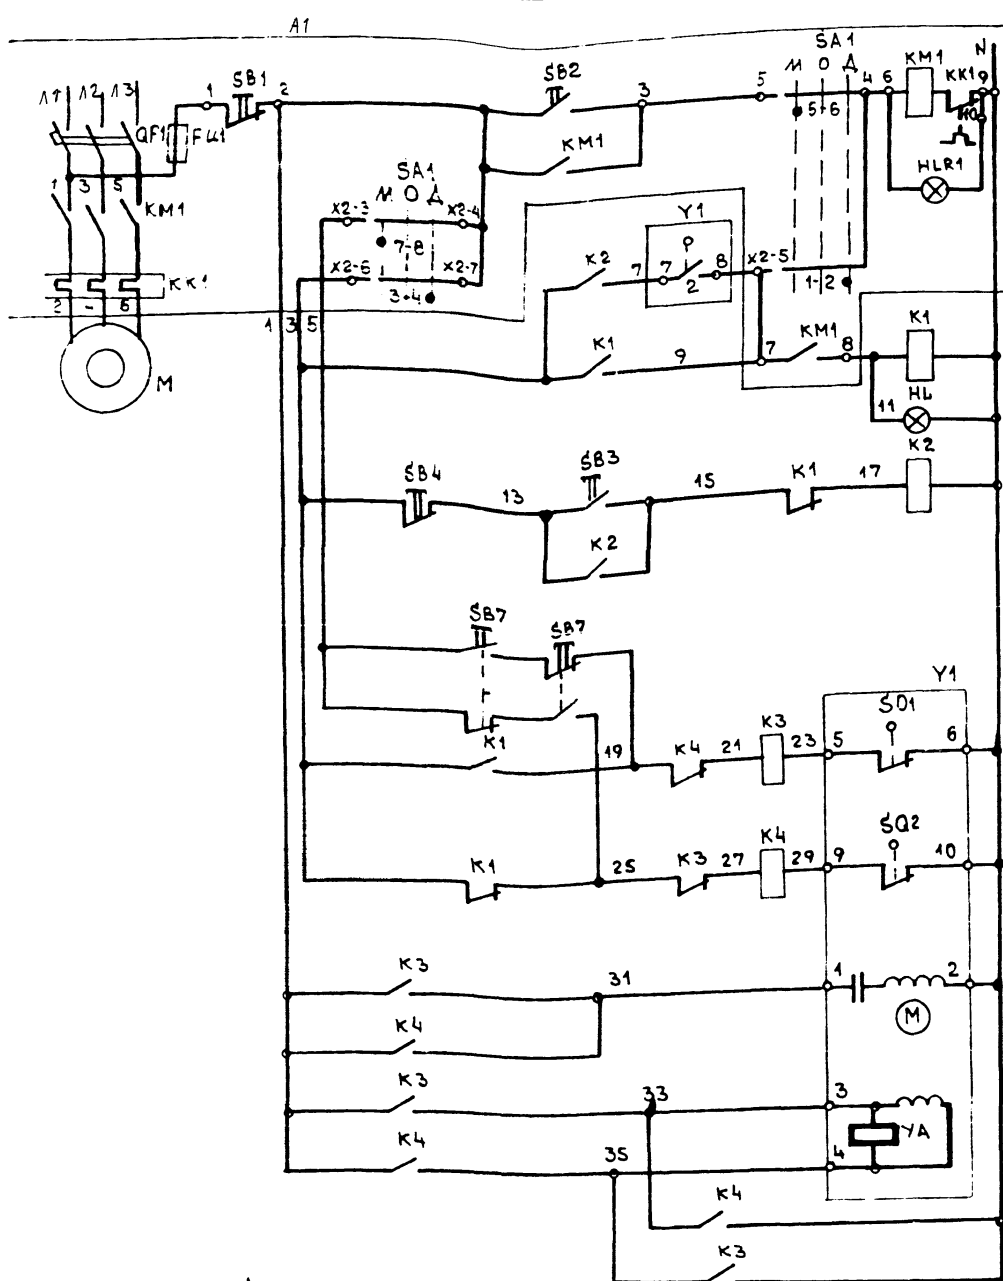 A1
SA1
N
Л1 Л2 Л3
1 SB1 2
SB2
3
5
М О Д
4 6
KM1
KK1 9
QF1 FU1
KM1
5-6
10
HLR1
1 3 5
KM1
SA1
М О Д
X2-3 X2-4
7-8
X2-6 X2-7
3-4
Y1
K2 7 7 2 8 X2-5
1-2
KK1
2 6
1 3 5
M
K1 9 7 KM1 8 K1
11 HL
SB4 13 SB3 15 K1 17 K2
K2
SB7
SB7
Y1
K1 19 K4 21 K3 23 5 6
K1 25 K3 27 K4 29 9 SQ2 10
K3 31 1 2
M
K4
K3 33 3
YA
K4 35 4
K4
K3